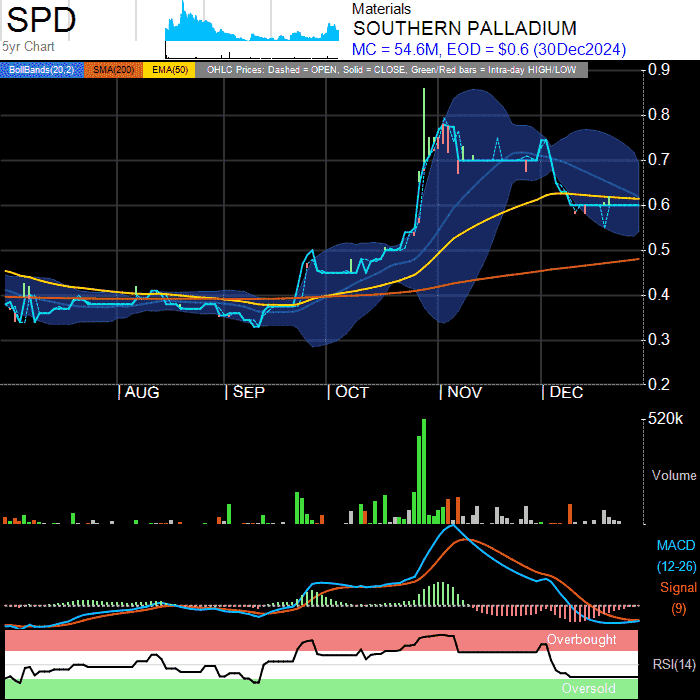 SPD
5yr Chart
Materials
SOUTHERN PALLADIUM
MC = 54.6M, EOD = $0.6 (30Dec2024)
BollBands(20,2) SMA(200) EMA(50) OHLC Prices: Dashed = OPEN, Solid = CLOSE, Green/Red bars = Intra-day HIGH/LOW
0.9
0.8
0.7
0.6
0.5
0.4
0.3
0.2
AUG SEP OCT NOV DEC
520k
Volume
MACD
(12-26)
Signal
(9)
Overbought
RSI(14)
Oversold